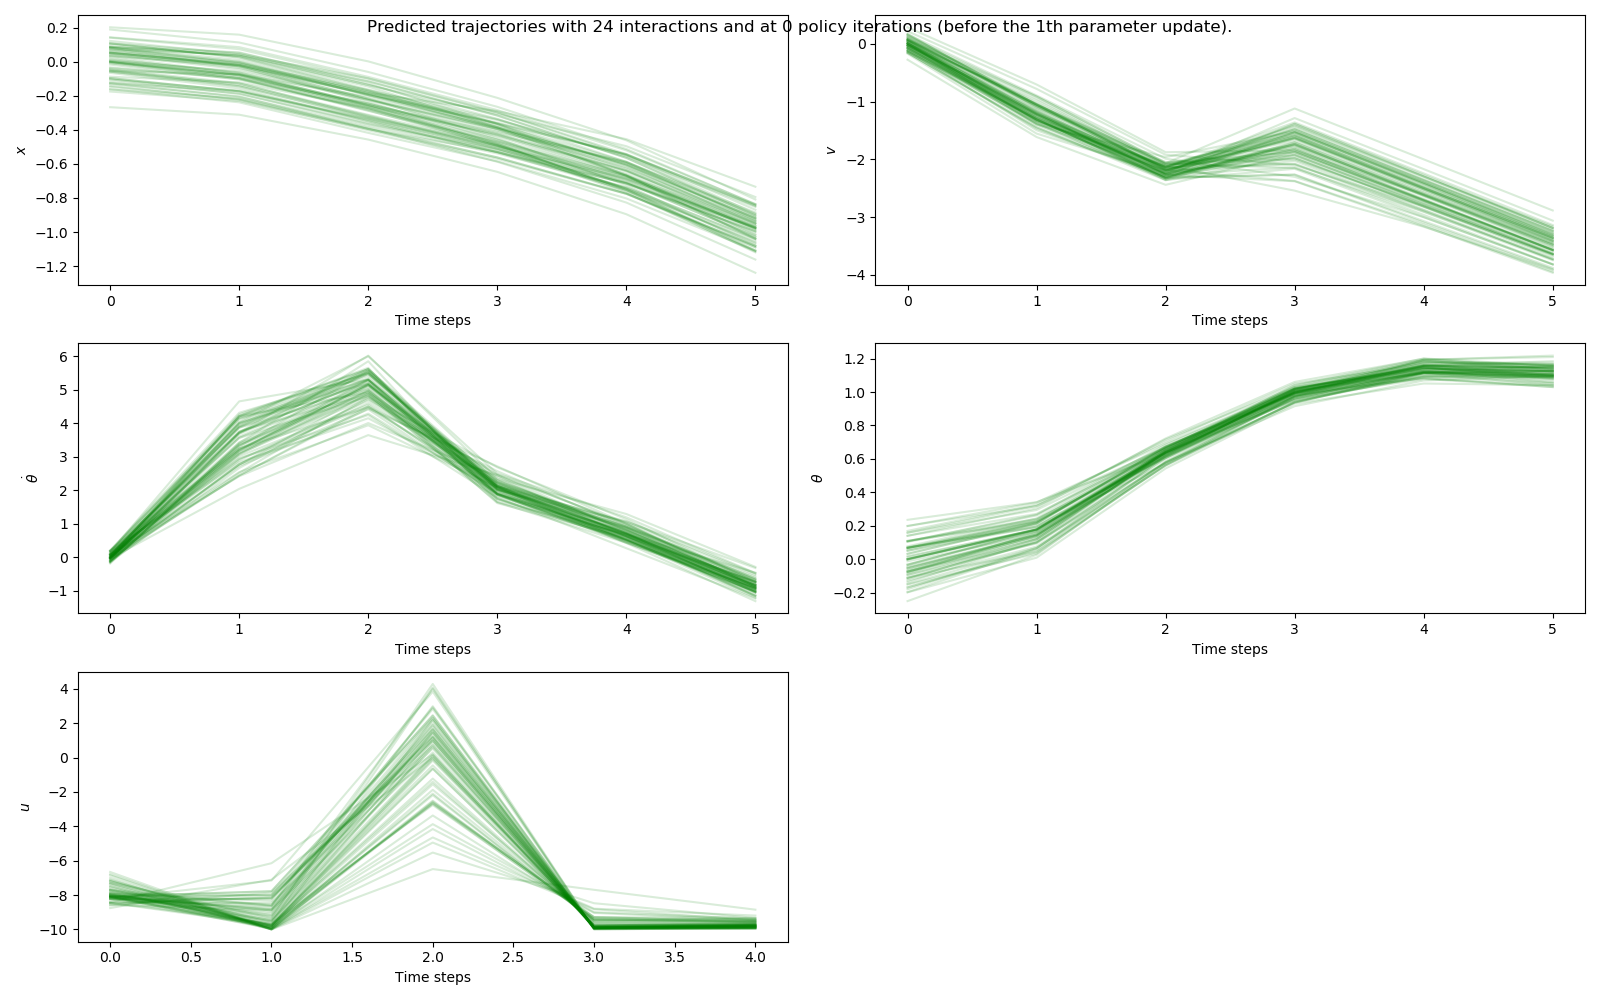 Predicted trajectories with 24 interactions and at 0 policy iterations (before the 1th parameter update).
0.2
0.0
−0.2
−0.4
−0.6
−0.8
−1.0
−1.2
x
0 1 2 3 4 5
Time steps
0
−1
−2
−3
−4
v
0 1 2 3 4 5
Time steps
6
5
4
3
2
1
0
−1
θ̇
0 1 2 3 4 5
Time steps
1.2
1.0
0.8
0.6
0.4
0.2
0.0
−0.2
θ
0 1 2 3 4 5
Time steps
4
2
0
−2
−4
−6
−8
−10
u
0.0 0.5 1.0 1.5 2.0 2.5 3.0 3.5 4.0
Time steps